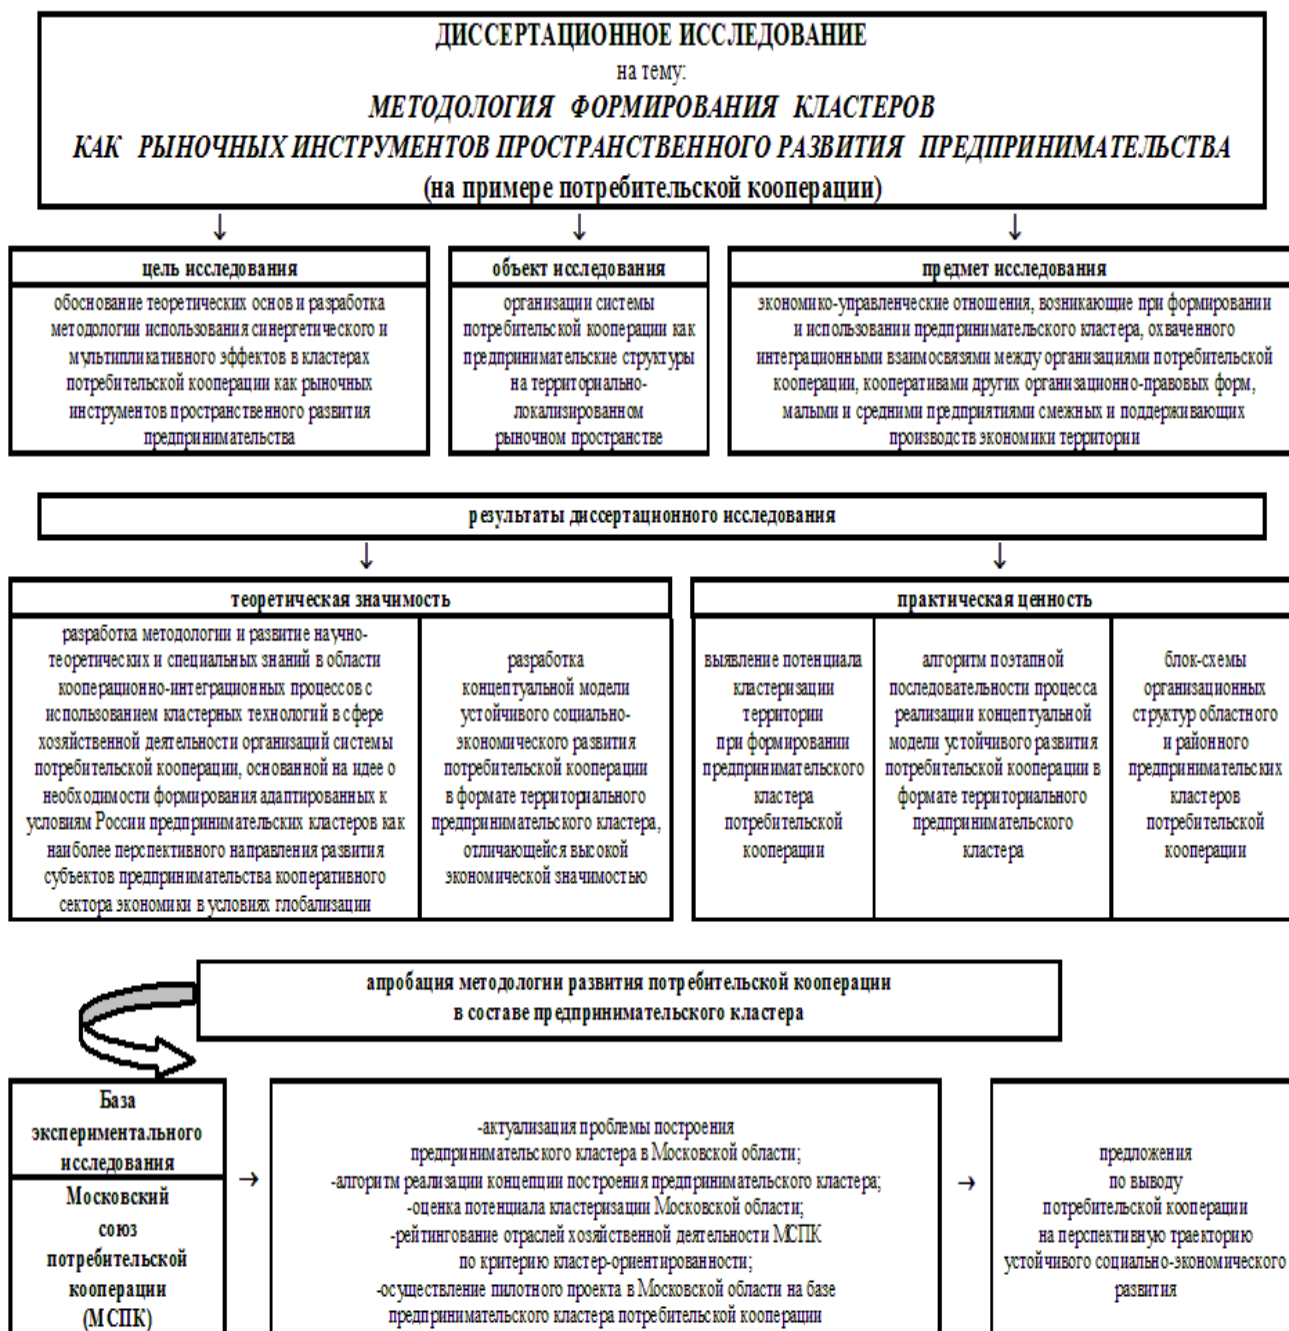 ДИССЕРТАЦИОННОЕ ИССЛЕДОВАНИЕ
на тему:
МЕТОДОЛОГИЯ ФОРМИРОВАНИЯ КЛАСТЕРОВ
КАК РЫНОЧНЫХ ИНСТРУМЕНТОВ ПРОСТРАНСТВЕННОГО РАЗВИТИЯ ПРЕДПРИНИМАТЕЛЬСТВА
(на примере потребительской кооперации)
↓ ↓ ↓
цель исследования
обоснование теоретических основ и разработка
методологии использования синергетического и
мультипликативного эффектов в кластерах
потребительской кооперации как рыночных
инструментов пространственного развития
предпринимательства
объект исследования
организации системы
потребительской кооперации как
предпринимательские структуры
на территориально-
локализированном
рыночном пространстве
предмет исследования
экономико-управленческие отношения, возникающие при формировании
и использовании предпринимательского кластера, охваченного
интеграционными взаимосвязями между организациями потребительской
кооперации, кооперативами других организационно-правовых форм,
малыми и средними предприятиями смежных и поддерживающих
производств экономики территории
результаты диссертационного исследования
↓ ↓
теоретическая значимость
разработка методологии и развитие научно-
теоретических и специальных знаний в области
кооперационно-интеграционных процессов с
использованием кластерных технологий в сфере
хозяйственной деятельности организаций системы
потребительской кооперации, основанной на идее о
необходимости формирования адаптированных к
условиям России предпринимательских кластеров как
наиболее перспективного направления развития
субъектов предпринимательства кооперативного
сектора экономики в условиях глобализации
разработка
концептуальной модели
устойчивого социально-
экономического развития
потребительской кооперации
в формате территориального
предпринимательского кластера,
отличающейся высокой
экономической значимостью
практическая ценность
выявление потенциала
кластеризации
территории
при формировании
предпринимательского
кластера
потребительской
кооперации
алгоритм поэтапной
последовательности процесса
реализации концептуальной
модели устойчивого развития
потребительской кооперации в
формате территориального
предпринимательского
кластера
блок-схемы
организационных
структур областного
и районного
предпринимательских
кластеров
потребительской
кооперации
апробация методологии развития потребительской кооперации
в составе предпринимательского кластера
База
экспериментального
исследования
Московский
союз
потребительской
кооперации
(МСПК)
→
-актуализация проблемы построения
предпринимательского кластера в Московской области;
-алгоритм реализации концепции построения предпринимательского кластера;
-оценка потенциала кластеризации Московской области;
-рейтингование отраслей хозяйственной деятельности МСПК
по критерию кластер-ориентированности;
-осуществление пилотного проекта в Московской области на базе
предпринимательского кластера потребительской кооперации
→
предложения
по выводу
потребительской кооперации
на перспективную траекторию
устойчивого социально-экономического
развития